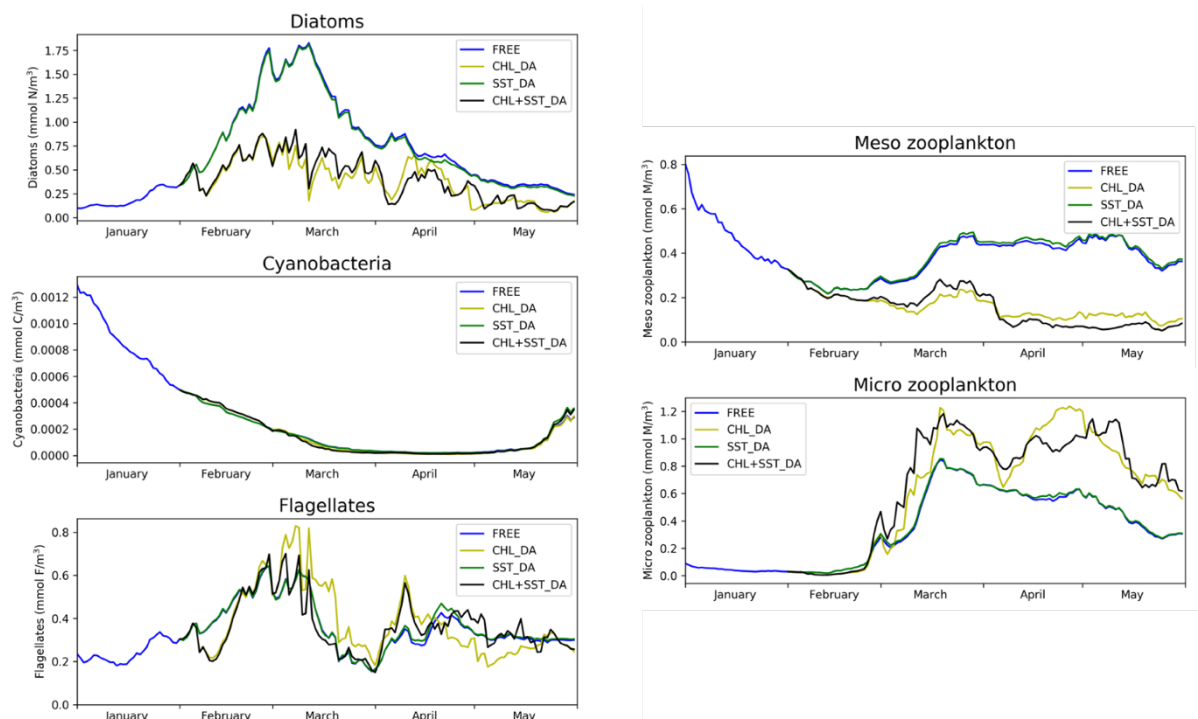 Diatoms
Diatoms (mmol N/m³)
1.75
1.50
1.25
1.00
0.75
0.50
0.25
0.00
FREE
CHL_DA
SST_DA
CHL+SST_DA
January February March April May
Cyanobacteria
Cyanobacteria (mmol C/m³)
0.0012
0.0010
0.0008
0.0006
0.0004
0.0002
0.0000
FREE
CHL_DA
SST_DA
CHL+SST_DA
January February March April May
Flagellates
Flagellates (mmol F/m³)
0.8
0.6
0.4
0.2
0.0
FREE
CHL_DA
SST_DA
CHL+SST_DA
January February March April May
Meso zooplankton
Meso zooplankton (mmol M/m³)
0.8
0.6
0.4
0.2
0.0
FREE
CHL_DA
SST_DA
CHL+SST_DA
January February March April May
Micro zooplankton
Micro zooplankton (mmol M/m³)
1.2
1.0
0.8
0.6
0.4
0.2
0.0
FREE
CHL_DA
SST_DA
CHL+SST_DA
January February March April May